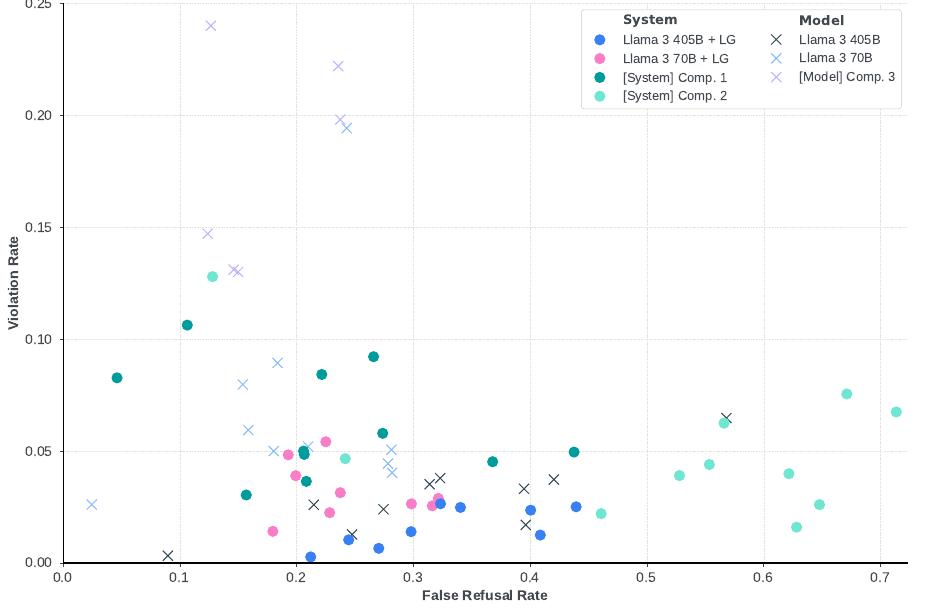 System
Llama 3 405B + LG
Llama 3 70B + LG
[System] Comp. 1
[System] Comp. 2
Model
Llama 3 405B
Llama 3 70B
[Model] Comp. 3
Violation Rate
0.25
0.20
0.15
0.10
0.05
0.00
0.0 0.1 0.2 0.3 0.4 0.5 0.6 0.7
False Refusal Rate